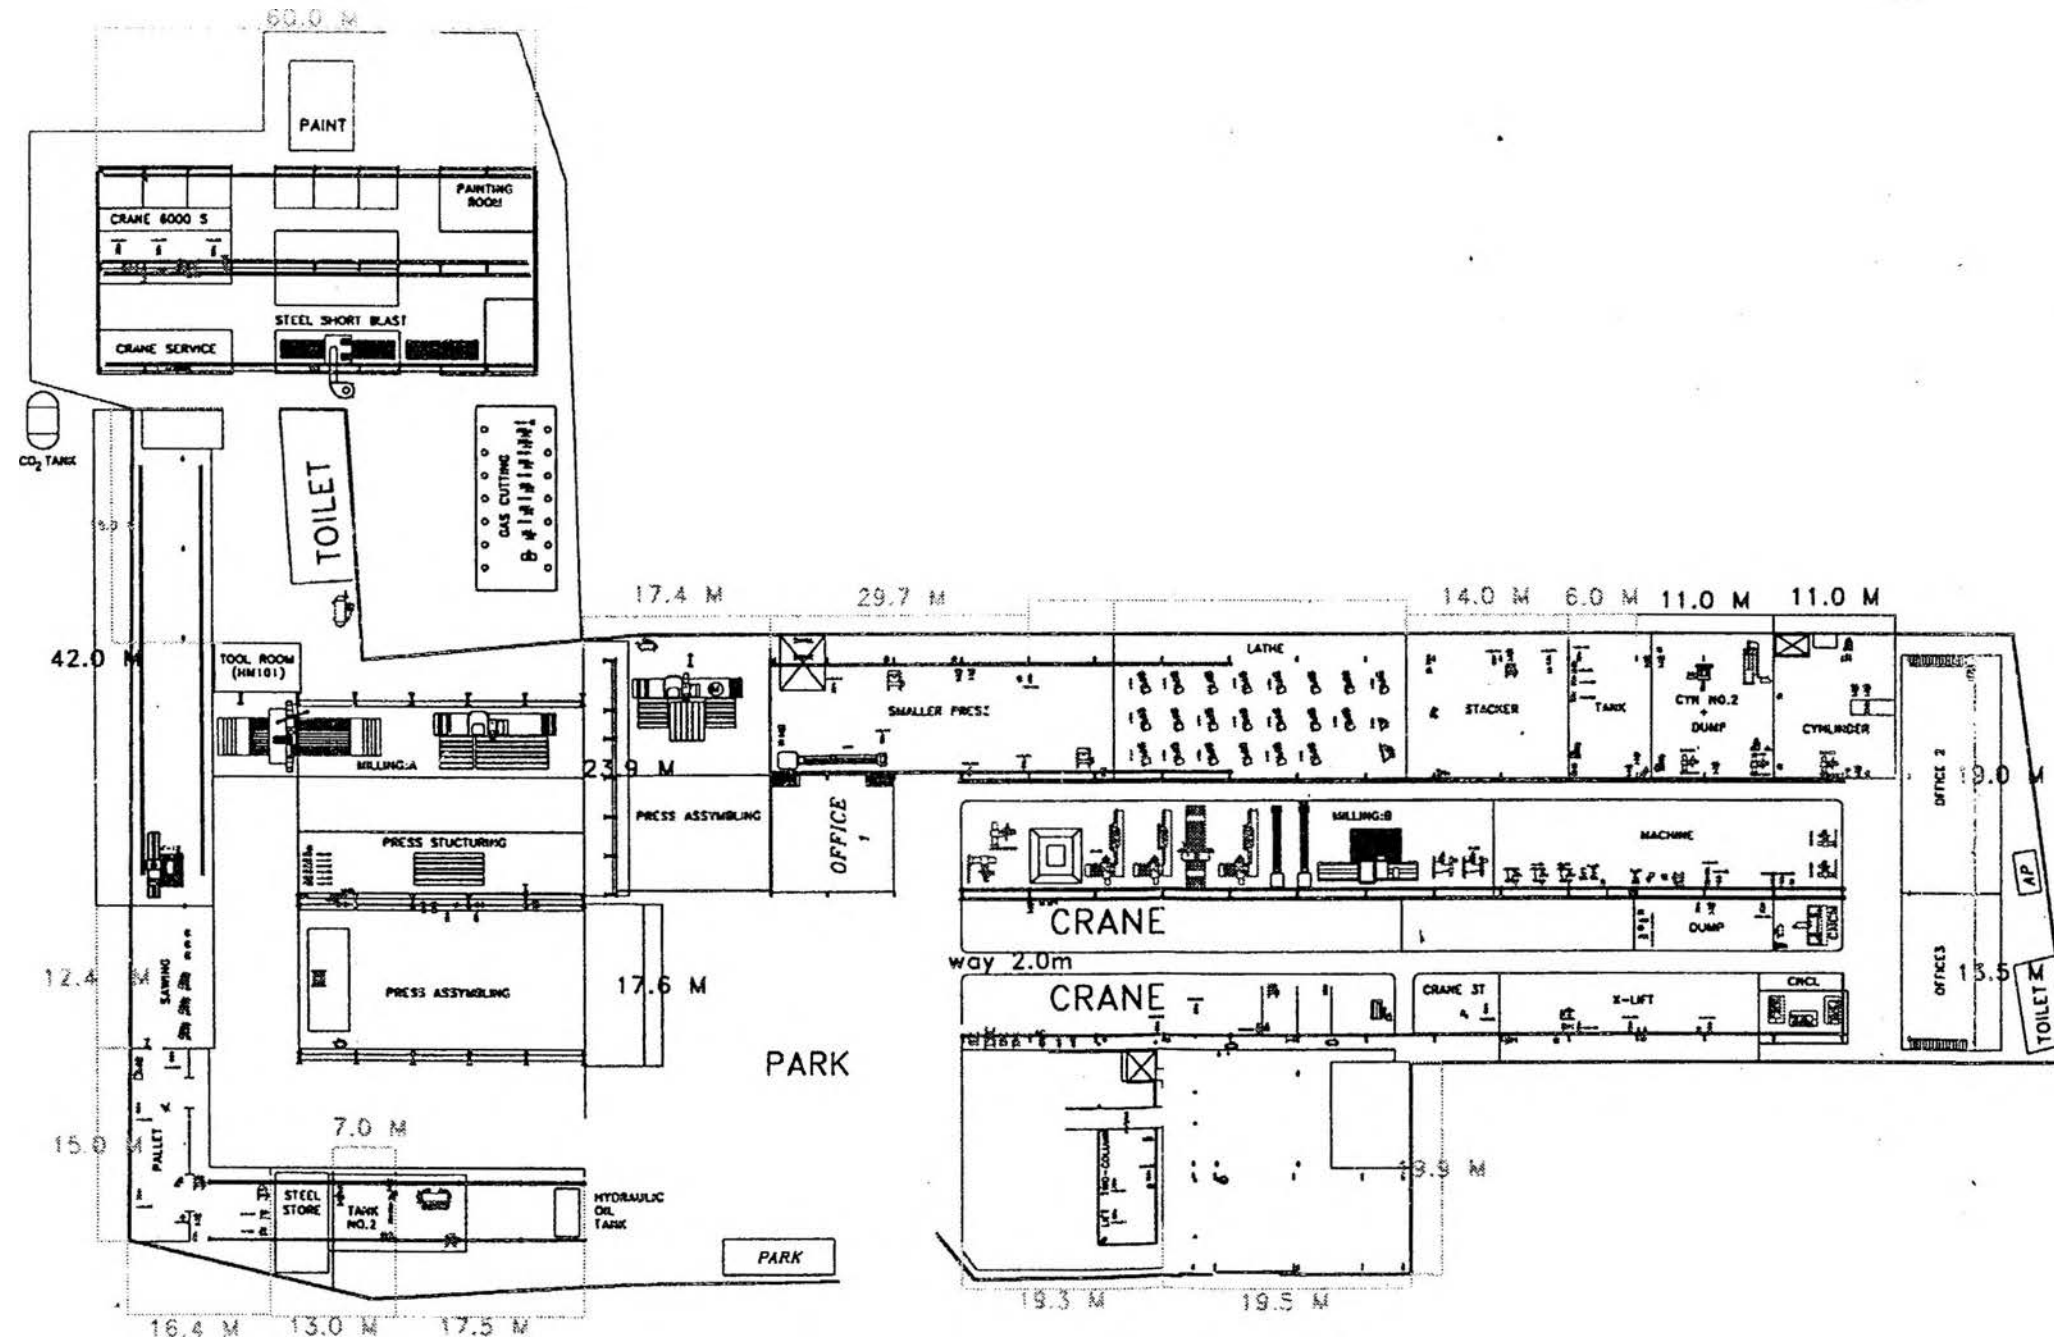 60.0 M
PAINT
PAINTING
ROOM
CRANE 6000 S
STEEL SHORT BLAST
CRANE SERVICE
CO2 TANK
TOILET
GAS CUTTING
17.4 M
29.7 M
14.0 M
6.0 M
11.0 M
11.0 M
42.0 M
TOOL ROOM
(HM101)
LATHE
SMALLER PRESS
STACKER
TANK
CYN NO.2
+
DUMP
CYMLINDER
MILLING:A
23.9 M
OFFICE 2
PRESS ASSYMBLING
OFFICE
1
MILLING:B
MACHINE
PRESS STUCTURING
AP
CRANE
DUMP
way 2.0m
12.4 M
SAWING
PRESS ASSYMBLING
17.6 M
CRANE
CRANE 3T
X-LIFT
CNCL
OFFICE3
13.5 M
TOILET
PARK
7.0 M
15.0 M
PALLET
LIFT TWO-COLUMN
STEEL
STORE
TANK
NO.2
HYDRAULIC
OIL
TANK
PARK
19.3 M
19.5 M
16.4 M
13.0 M
17.5 M